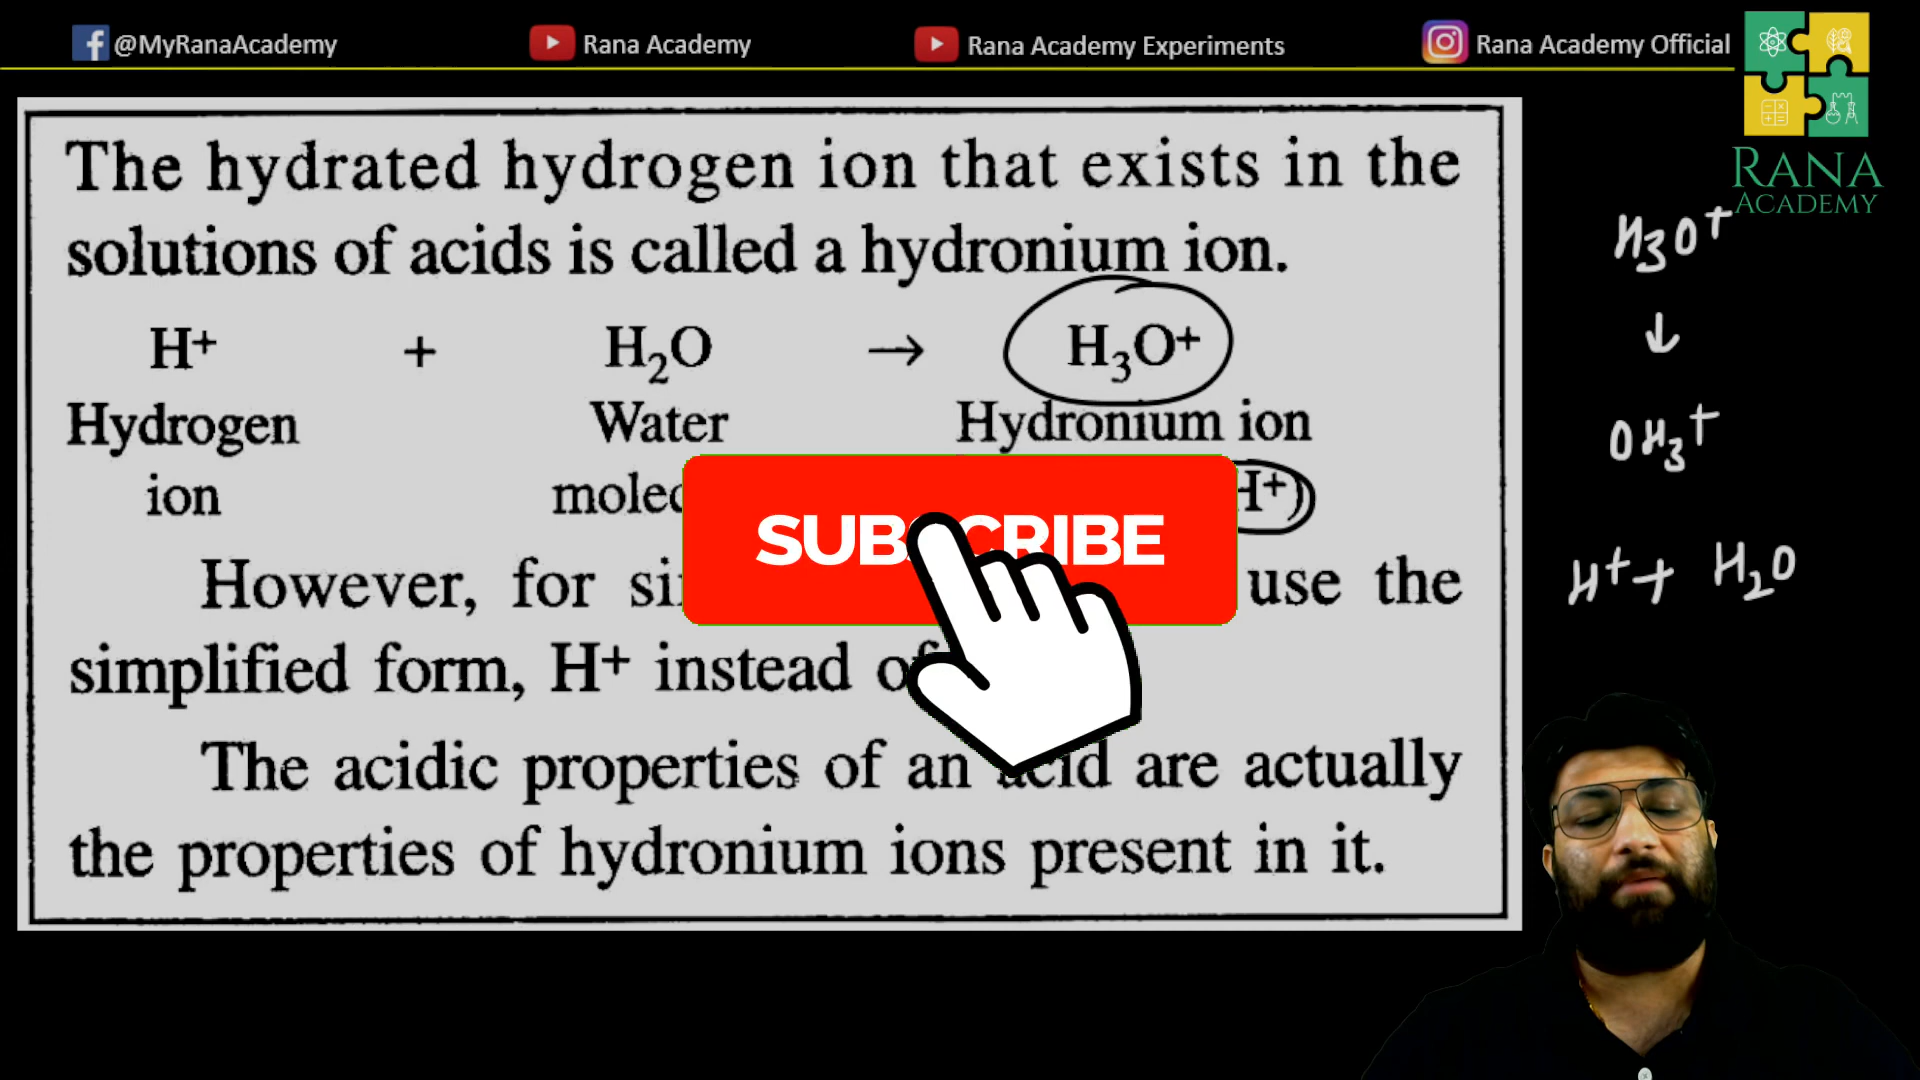 @MyRanaAcademy
Rana Academy
Rana Academy Experiments
Rana Academy Official
RANA
ACADEMY
The hydrated hydrogen ion that exists in the
solutions of acids is called a hydronium ion.
H⁺ + H₂O → H₃O⁺
Hydrogen Water Hydronium ion
ion H⁺)
However, for use the
simplified form, H⁺ instead of
The acidic properties of an acid are actually
the properties of hydronium ions present in it.
SUBSCRIBE
H₃O⁺
↓
OH₃⁺
H⁺ + H₂O